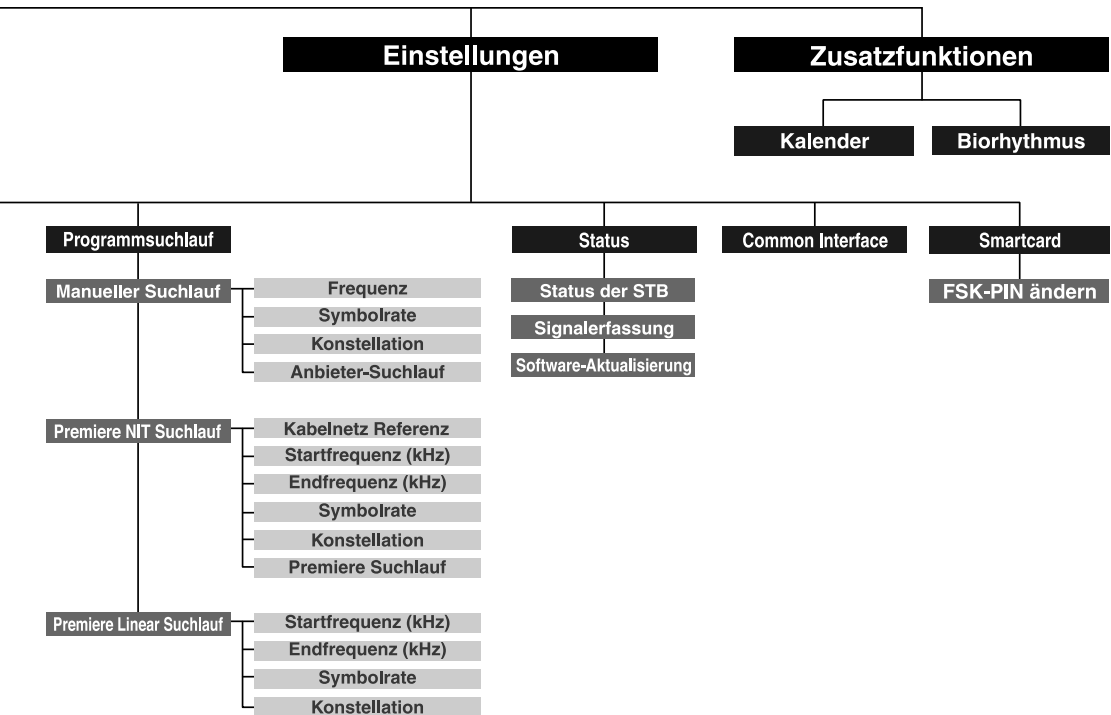 Einstellungen
Zusatzfunktionen
Kalender
Biorhythmus
Programmsuchlauf
Status
Common Interface
Smartcard
Manueller Suchlauf
Frequenz
Symbolrate
Konstellation
Anbieter-Suchlauf
Status der STB
Signalerfassung
Software-Aktualisierung
FSK-PIN ändern
Premiere NIT Suchlauf
Kabelnetz Referenz
Startfrequenz (kHz)
Endfrequenz (kHz)
Symbolrate
Konstellation
Premiere Suchlauf
Premiere Linear Suchlauf
Startfrequenz (kHz)
Endfrequenz (kHz)
Symbolrate
Konstellation